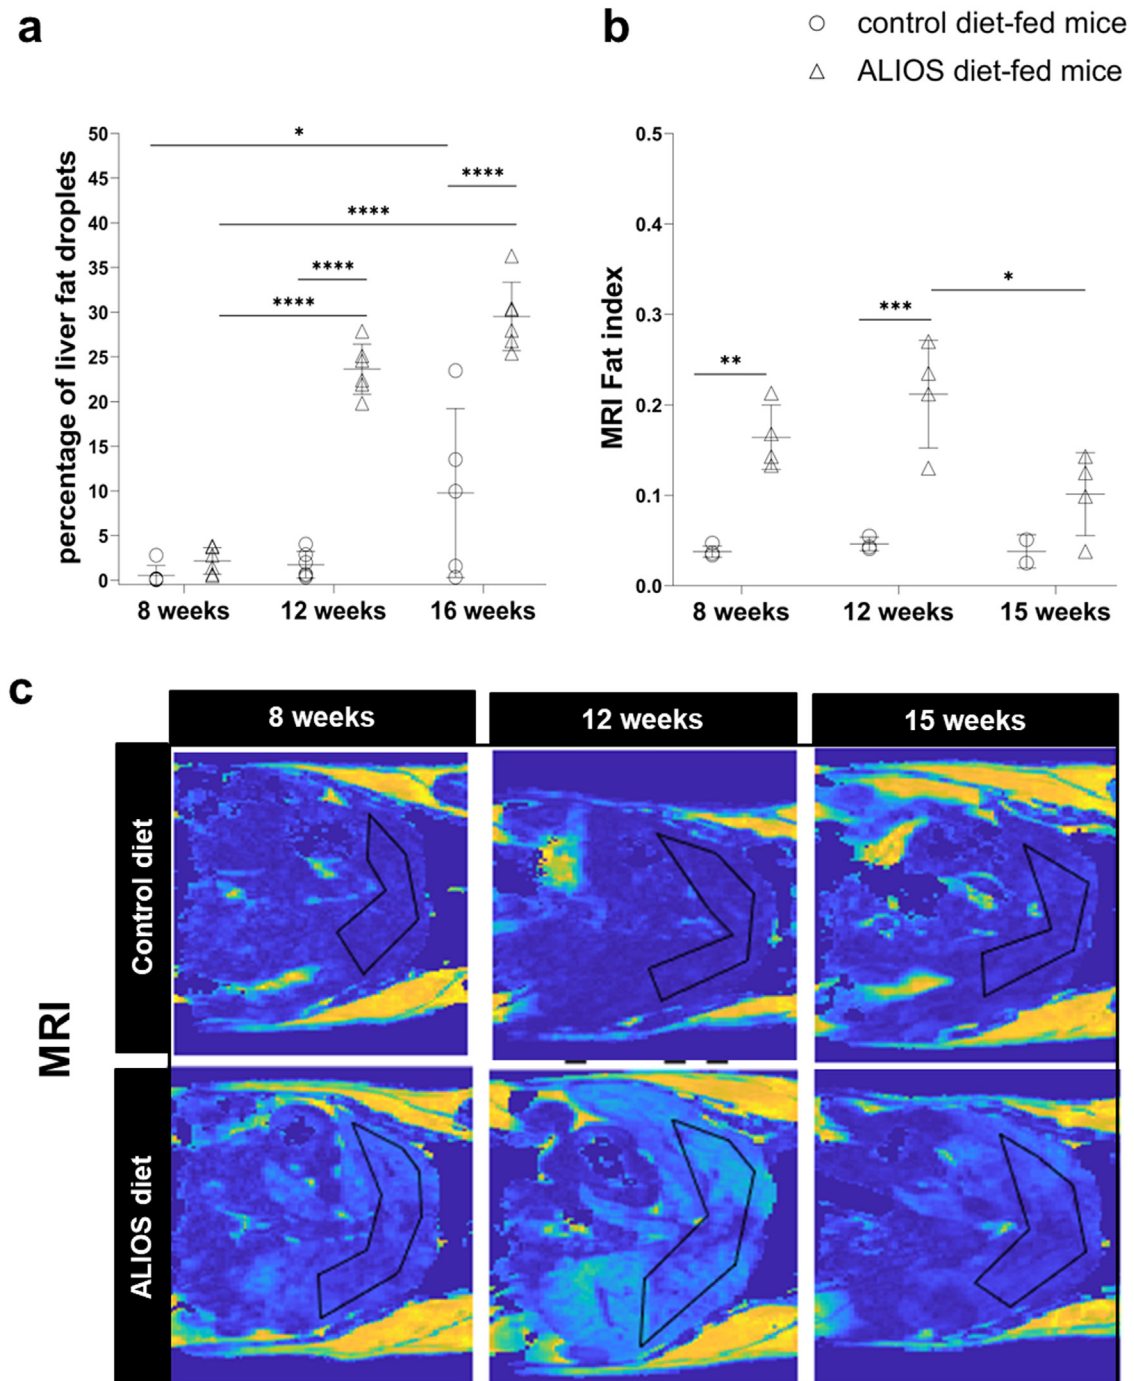 a
b
control diet-fed mice
ALIOS diet-fed mice
percentage of liver fat droplets
50
45
40
35
30
25
20
15
10
5
0
*
****
****
****
****
8 weeks
12 weeks
16 weeks
MRI Fat index
0.5
0.4
0.3
0.2
0.1
0.0
*
***
**
8 weeks
12 weeks
15 weeks
c
8 weeks
12 weeks
15 weeks
MRI
Control diet
ALIOS diet